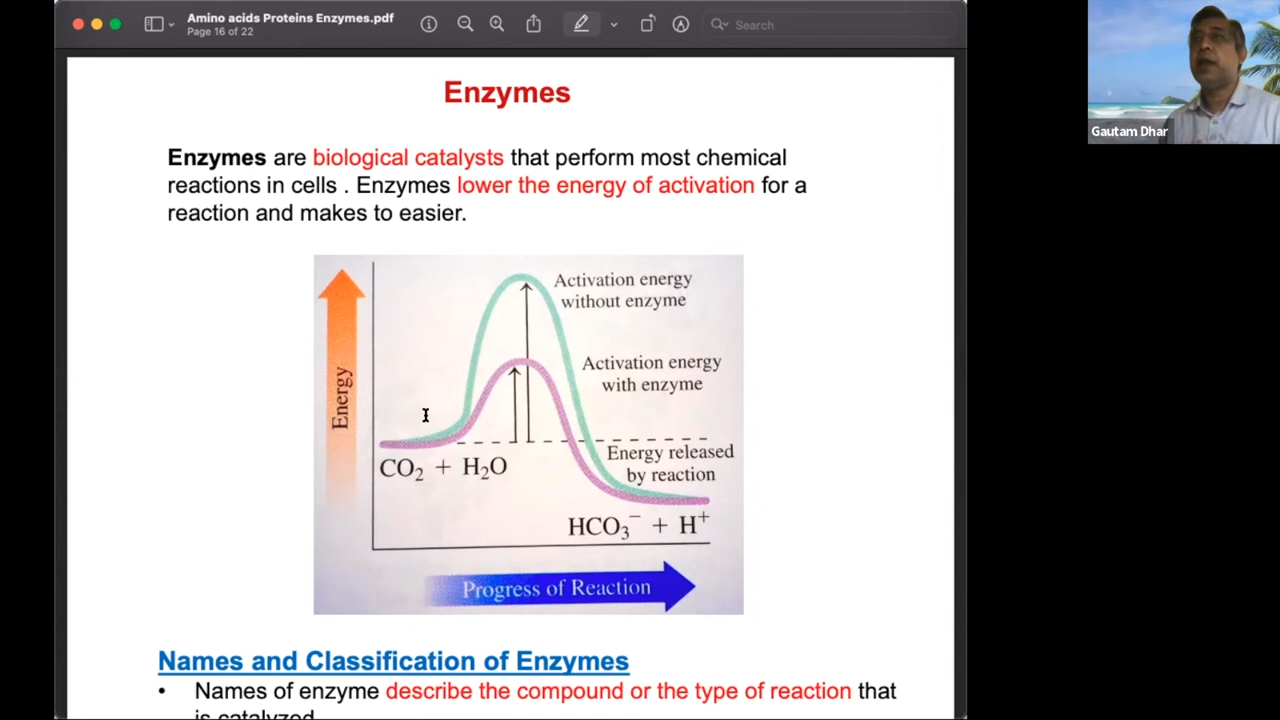 Amino acids Proteins Enzymes.pdf
Page 16 of 22
Search
Gautam Dhar
Enzymes
Enzymes are biological catalysts that perform most chemical
reactions in cells . Enzymes lower the energy of activation for a
reaction and makes to easier.
Activation energy
without enzyme
Activation energy
with enzyme
Energy
Energy released
by reaction
CO₂ + H₂O
HCO₃⁻ + H⁺
Progress of Reaction
Names and Classification of Enzymes
• Names of enzyme describe the compound or the type of reaction that
is catalyzed